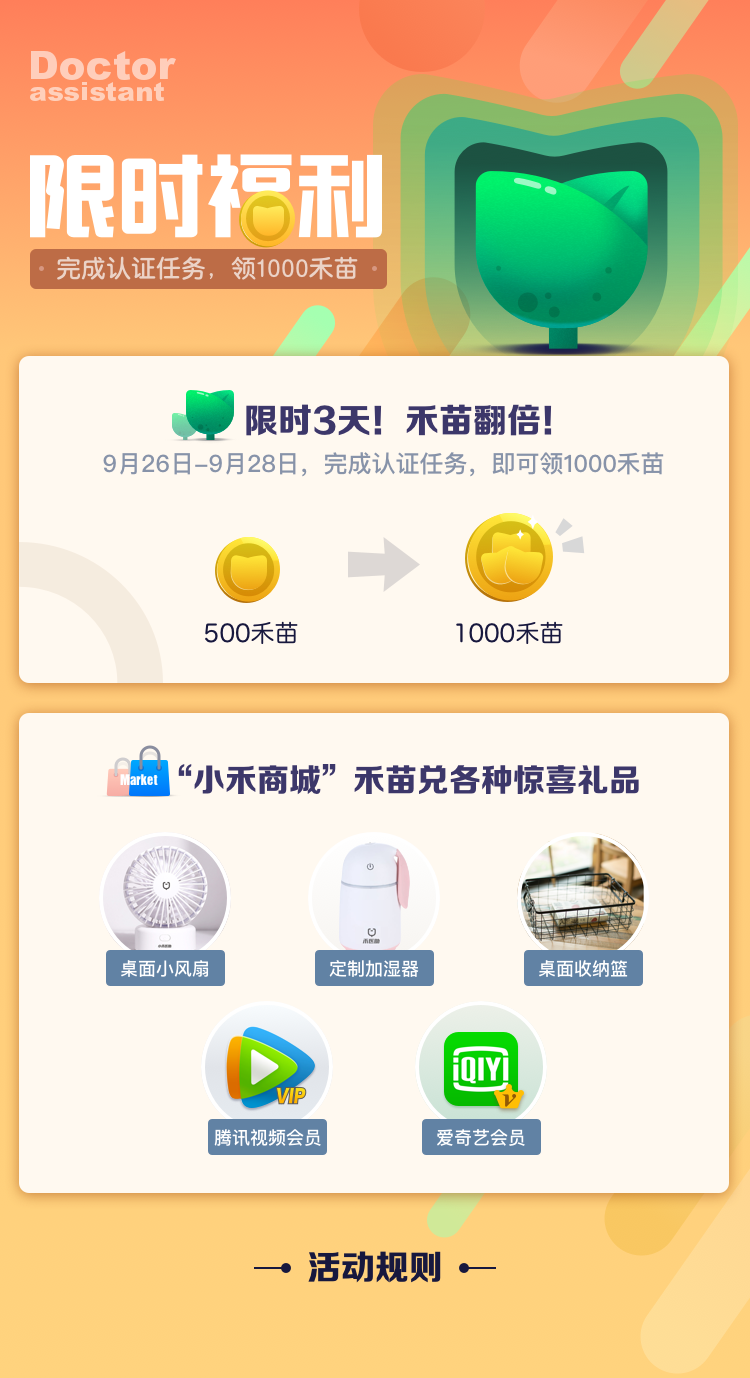 Doctor
assistant
限时福利
完成认证任务，领1000禾苗
限时3天！禾苗翻倍！
9月26日-9月28日，完成认证任务，即可领1000禾苗
500禾苗
1000禾苗
Market
“小禾商城”禾苗兑各种惊喜礼品
桌面小风扇
定制加湿器
桌面收纳篮
VIP
iQIYI
V
腾讯视频会员
爱奇艺会员
活动规则